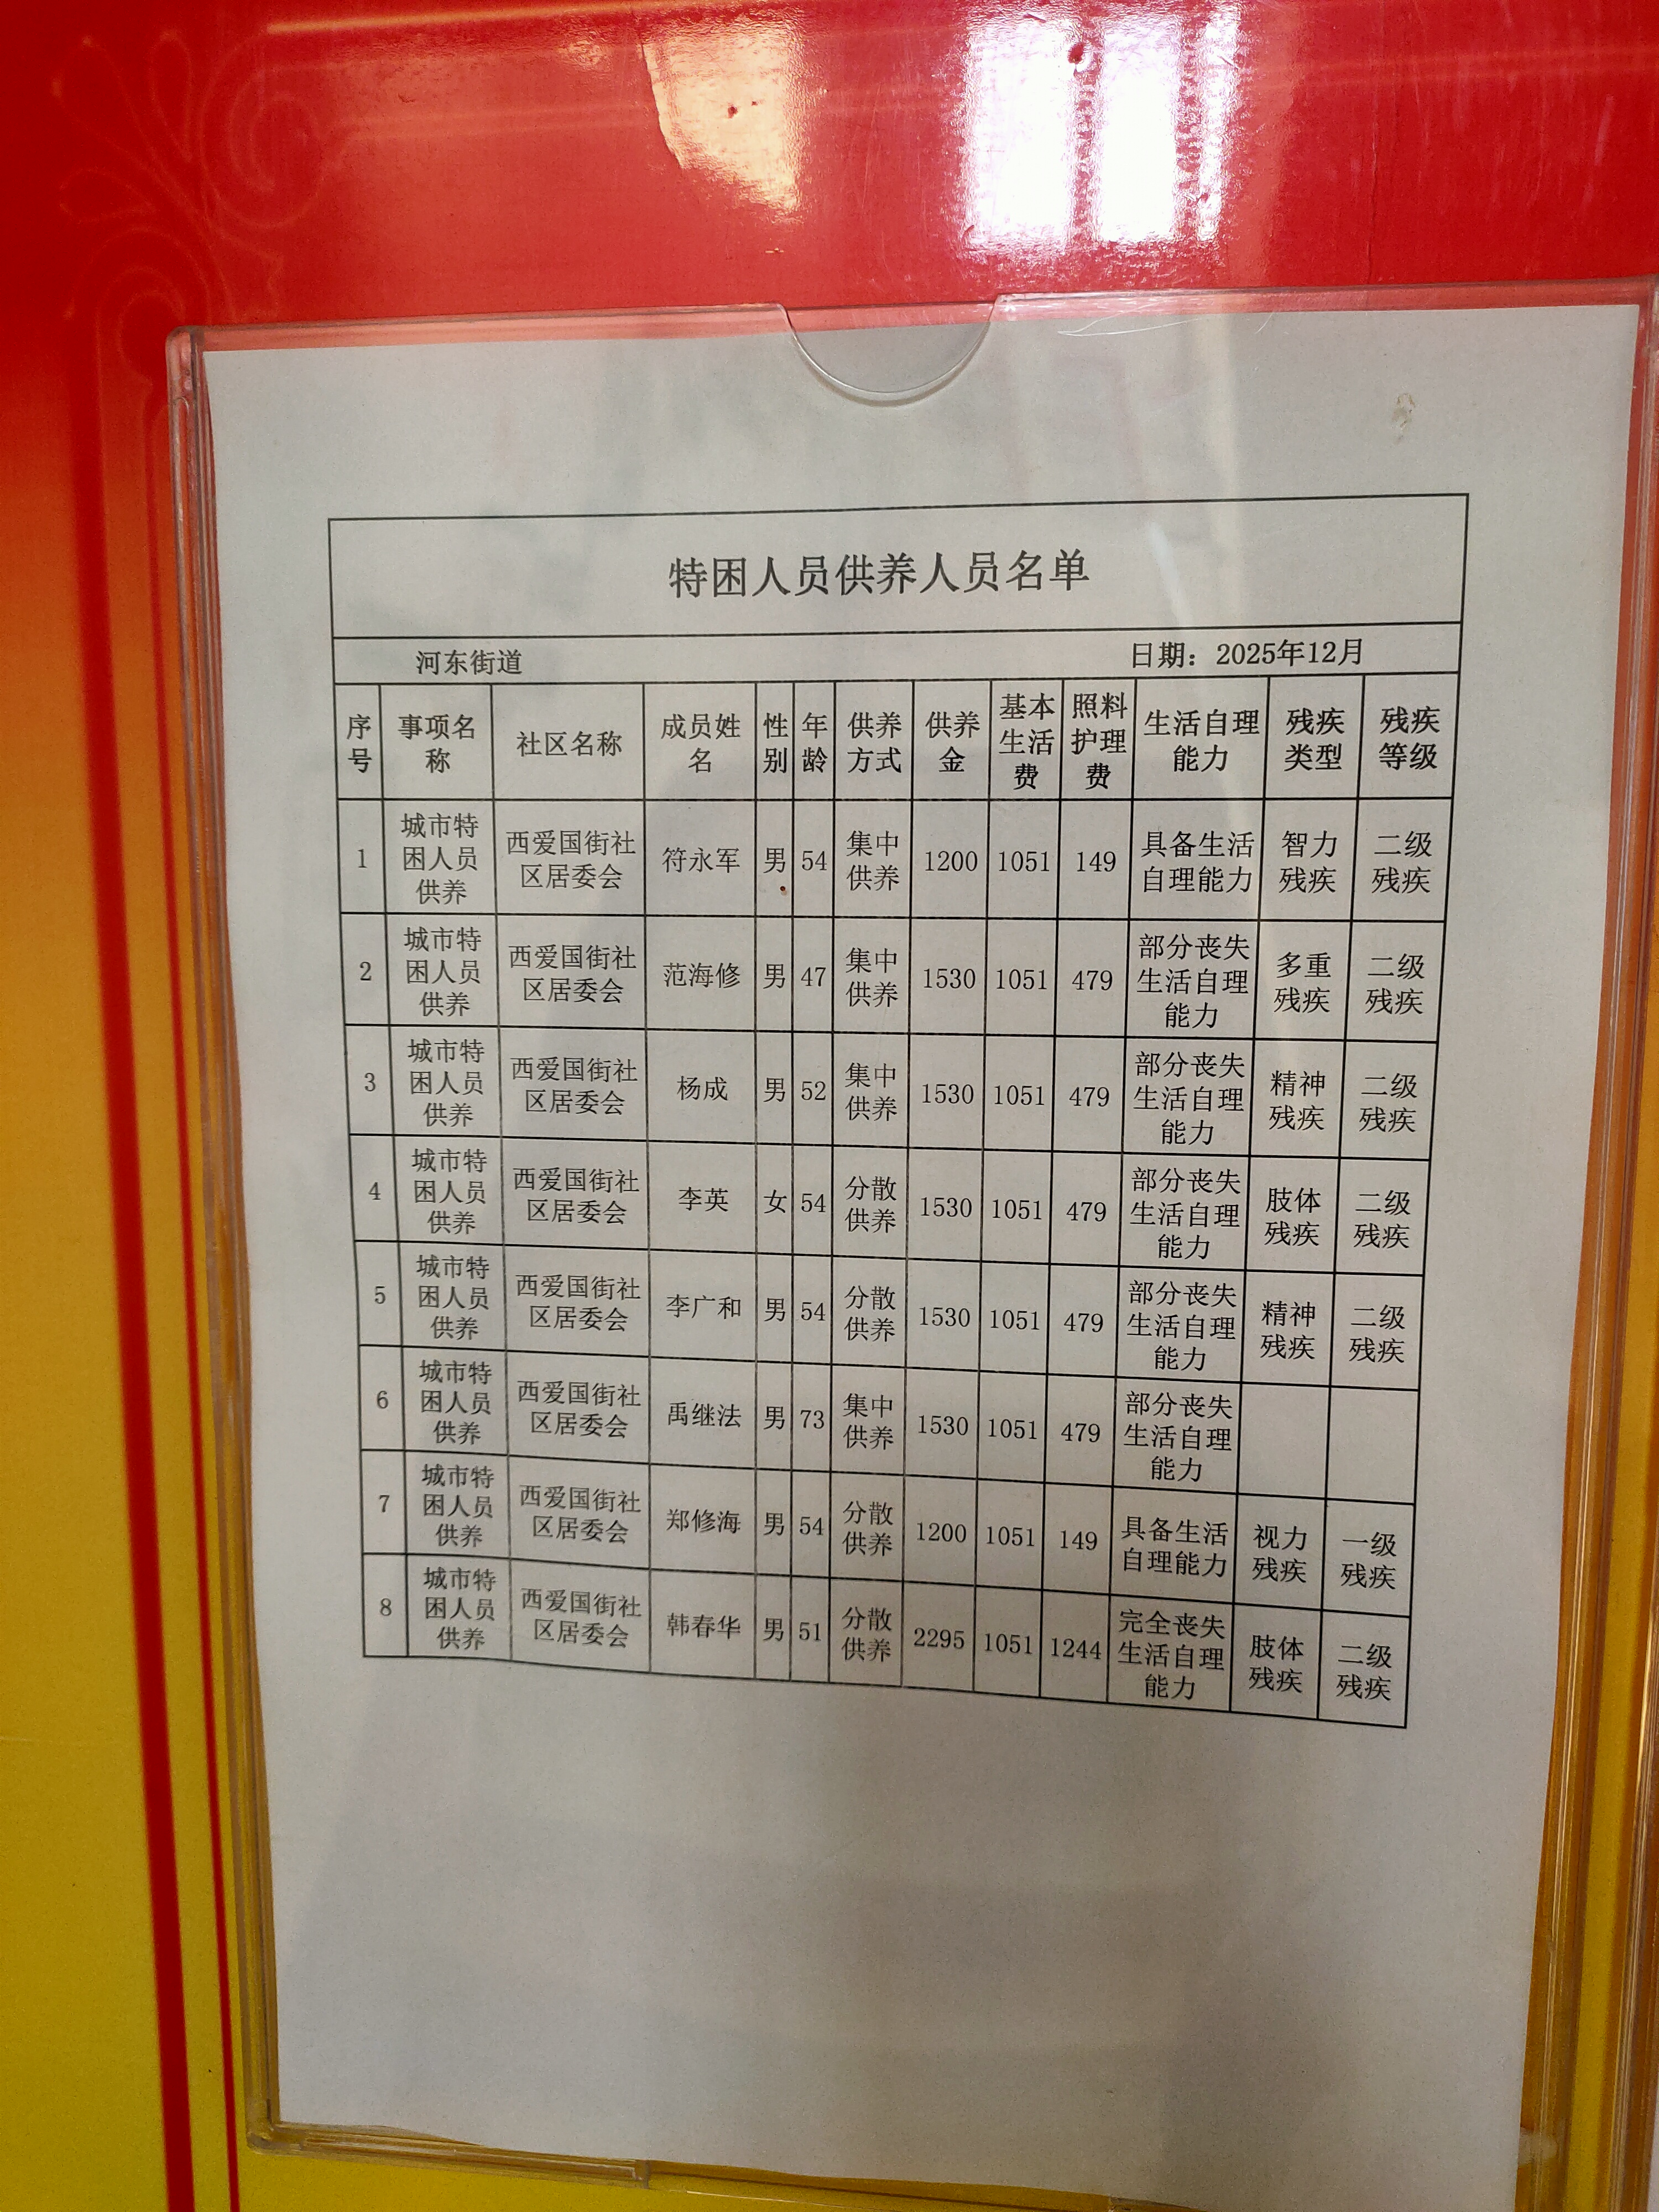 特困人员供养人员名单
河东街道 日期：2025年12月
序号 事项名称 社区名称 成员姓名 性别 年龄 供养方式 供养金 基本生活费 照料护理费 生活自理能力 残疾类型 残疾等级
1 城市特困人员供养 西爱国街社区居委会 符永军 男 54 集中供养 1200 1051 149 具备生活自理能力 智力残疾 二级残疾
2 城市特困人员供养 西爱国街社区居委会 范海修 男 47 集中供养 1530 1051 479 部分丧失生活自理能力 多重残疾 二级残疾
3 城市特困人员供养 西爱国街社区居委会 杨成 男 52 集中供养 1530 1051 479 部分丧失生活自理能力 精神残疾 二级残疾
4 城市特困人员供养 西爱国街社区居委会 李英 女 54 分散供养 1530 1051 479 部分丧失生活自理能力 肢体残疾 二级残疾
5 城市特困人员供养 西爱国街社区居委会 李广和 男 54 分散供养 1530 1051 479 部分丧失生活自理能力 精神残疾 二级残疾
6 城市特困人员供养 西爱国街社区居委会 禹继法 男 73 集中供养 1530 1051 479 部分丧失生活自理能力
7 城市特困人员供养 西爱国街社区居委会 郑修海 男 54 分散供养 1200 1051 149 具备生活自理能力 视力残疾 一级残疾
8 城市特困人员供养 西爱国街社区居委会 韩春华 男 51 分散供养 2295 1051 1244 完全丧失生活自理能力 肢体残疾 二级残疾